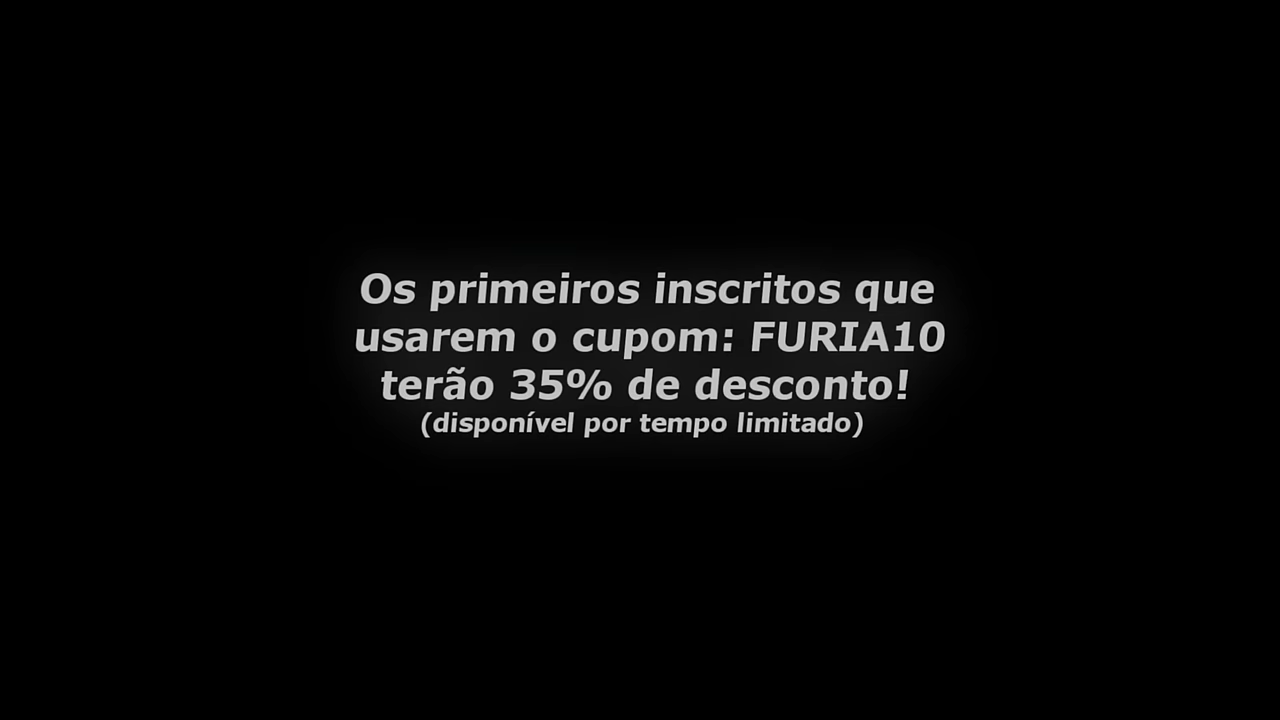 Os primeiros inscritos que
usarem o cupom: FURIA10
terão 35% de desconto!
(disponível por tempo limitado)